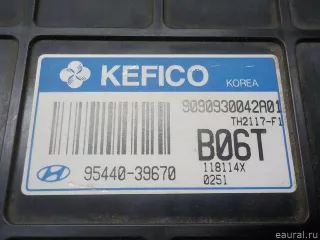 KEFICO
KOREA
9090930042A01
TH2117-F1
B06T
95440-39670
118114X
0251
eaural.ru